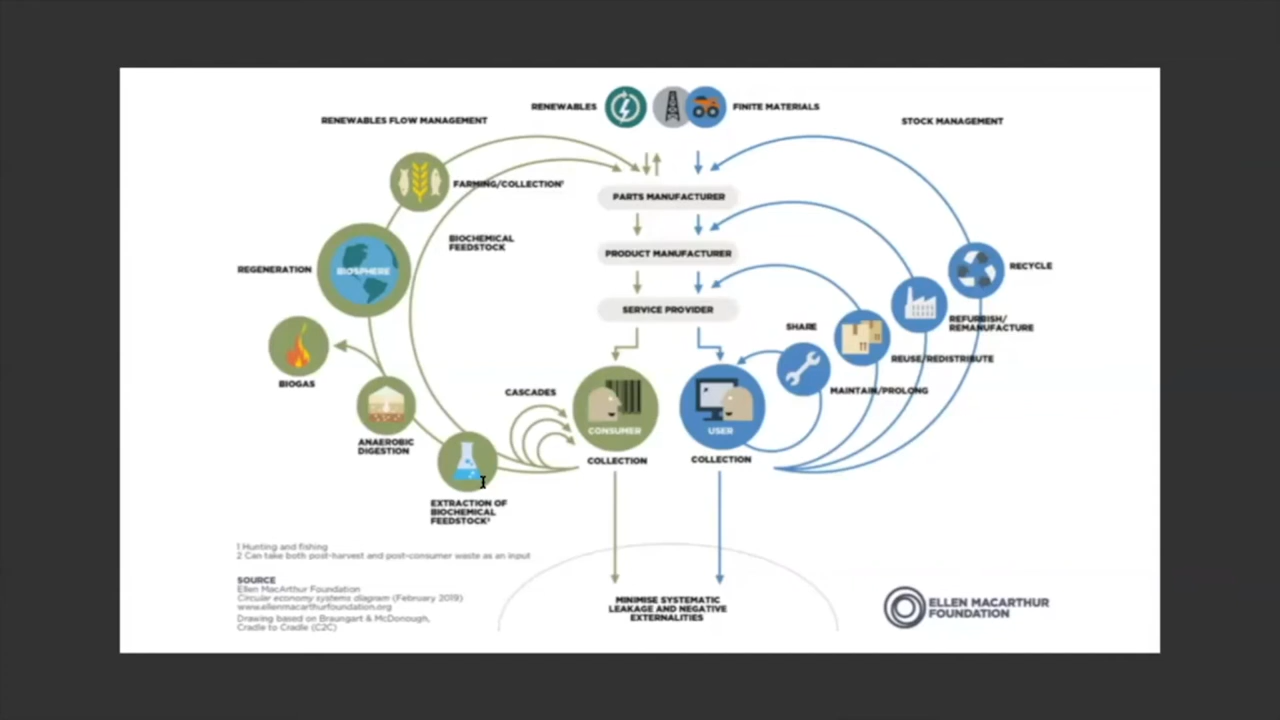 RENEWABLES
FINITE MATERIALS
RENEWABLES FLOW MANAGEMENT
STOCK MANAGEMENT
FARMING/COLLECTION¹
PARTS MANUFACTURER
BIOCHEMICAL
FEEDSTOCK
PRODUCT MANUFACTURER
REGENERATION
BIOSPHERE
RECYCLE
SERVICE PROVIDER
REFURBISH/
REMANUFACTURE
SHARE
REUSE/REDISTRIBUTE
BIOGAS
CASCADES
MAINTAIN/PROLONG
CONSUMER
USER
ANAEROBIC
DIGESTION
COLLECTION
COLLECTION
EXTRACTION OF
BIOCHEMICAL
FEEDSTOCK²
1 Hunting and fishing
2 Can take both post-harvest and post-consumer waste as an input
SOURCE
Ellen MacArthur Foundation
Circular economy systems diagram (February 2019)
www.ellenmacarthurfoundation.org
Drawing based on Braungart & McDonough,
Cradle to Cradle (C2C)
MINIMISE SYSTEMATIC
LEAKAGE AND NEGATIVE
EXTERNALITIES
ELLEN MACARTHUR
FOUNDATION